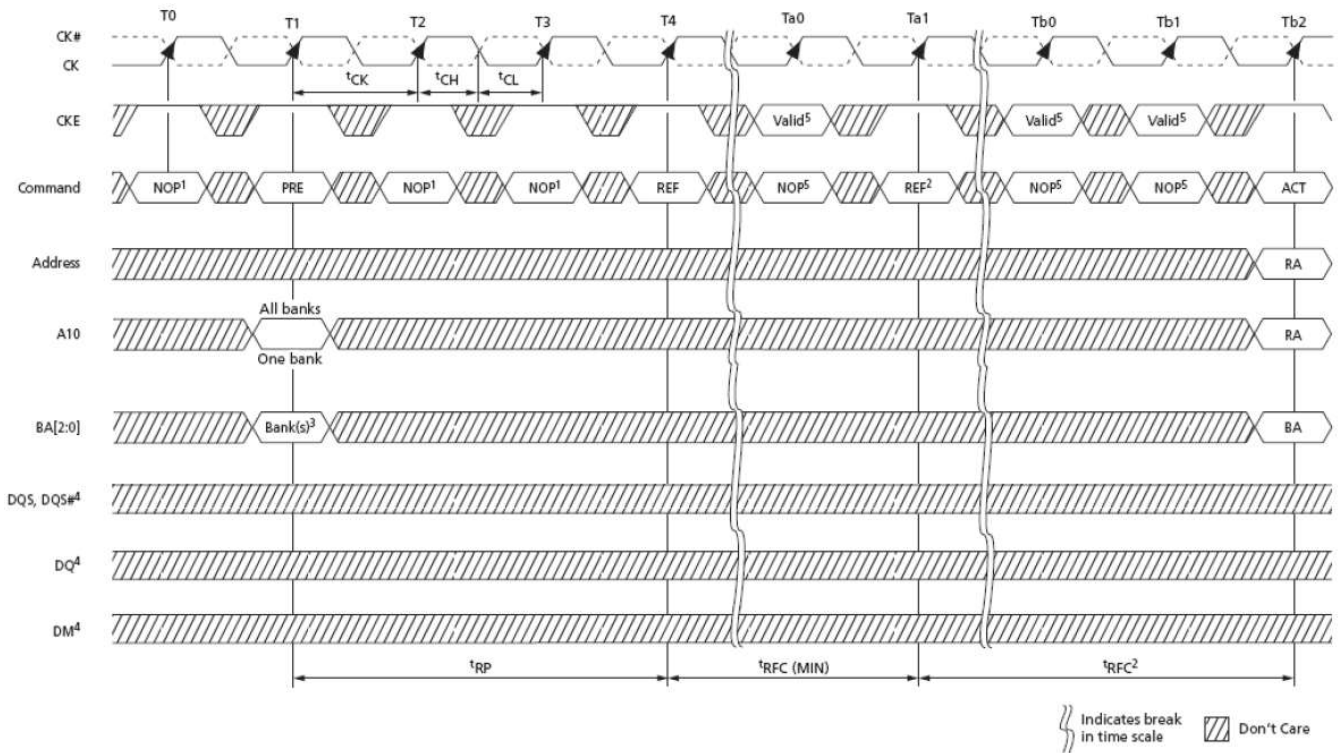 T0 T1 T2 T3 T4 Ta0 Ta1 Tb0 Tb1 Tb2
CK#
CK
tCK tCH tCL
CKE Valid5 Valid5 Valid5
Command NOP1 PRE NOP1 NOP1 REF NOP5 REF2 NOP5 NOP5 ACT
Address RA
All banks
A10 RA
One bank
BA[2:0] Bank(s)3 BA
DQS, DQS#4
DQ4
DM4
tRP tRFC (MIN) tRFC2
Indicates break
in time scale
Don't Care